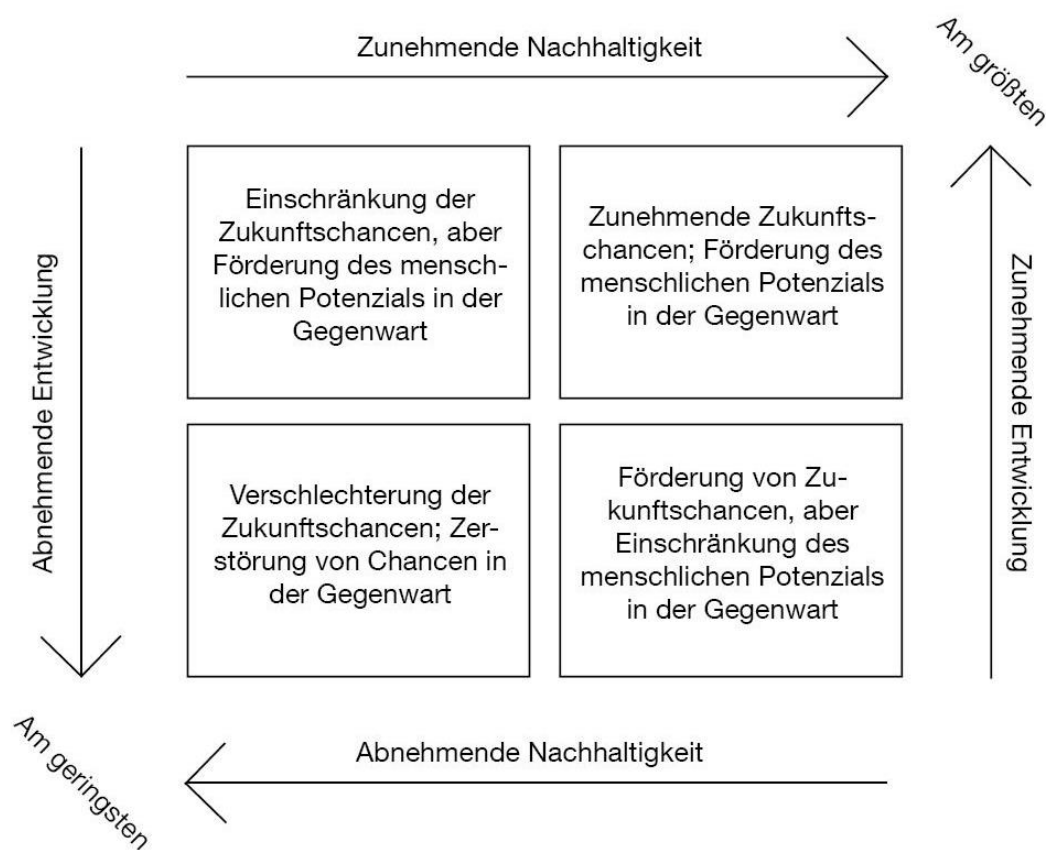 Zunehmende Nachhaltigkeit
Am größten
Einschränkung der
Zukunftschancen, aber
Förderung des mensch-
lichen Potenzials in der
Gegenwart
Zunehmende Zukunfts-
chancen; Förderung des
menschlichen Potenzials
in der Gegenwart
Abnehmende Entwicklung
Zunehmende Entwicklung
Verschlechterung der
Zukunftschancen; Zer-
störung von Chancen in
der Gegenwart
Förderung von Zu-
kunftschancen, aber
Einschränkung des
menschlichen Potenzials
in der Gegenwart
Am geringsten
Abnehmende Nachhaltigkeit